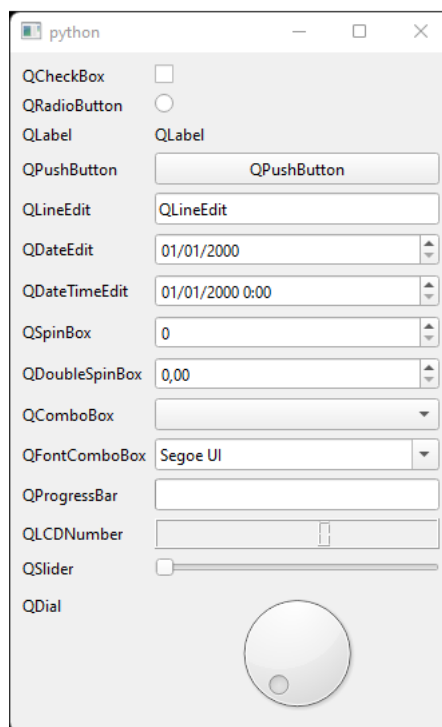 python
QCheckBox
QRadioButton
QLabel QLabel
QPushButton QPushButton
QLineEdit QLineEdit
QDateEdit 01/01/2000
QDateTimeEdit 01/01/2000 0:00
QSpinBox 0
QDoubleSpinBox 0,00
QComboBox
QFontComboBox Segoe UI
QProgressBar
QLCDNumber 0
QSlider
QDial